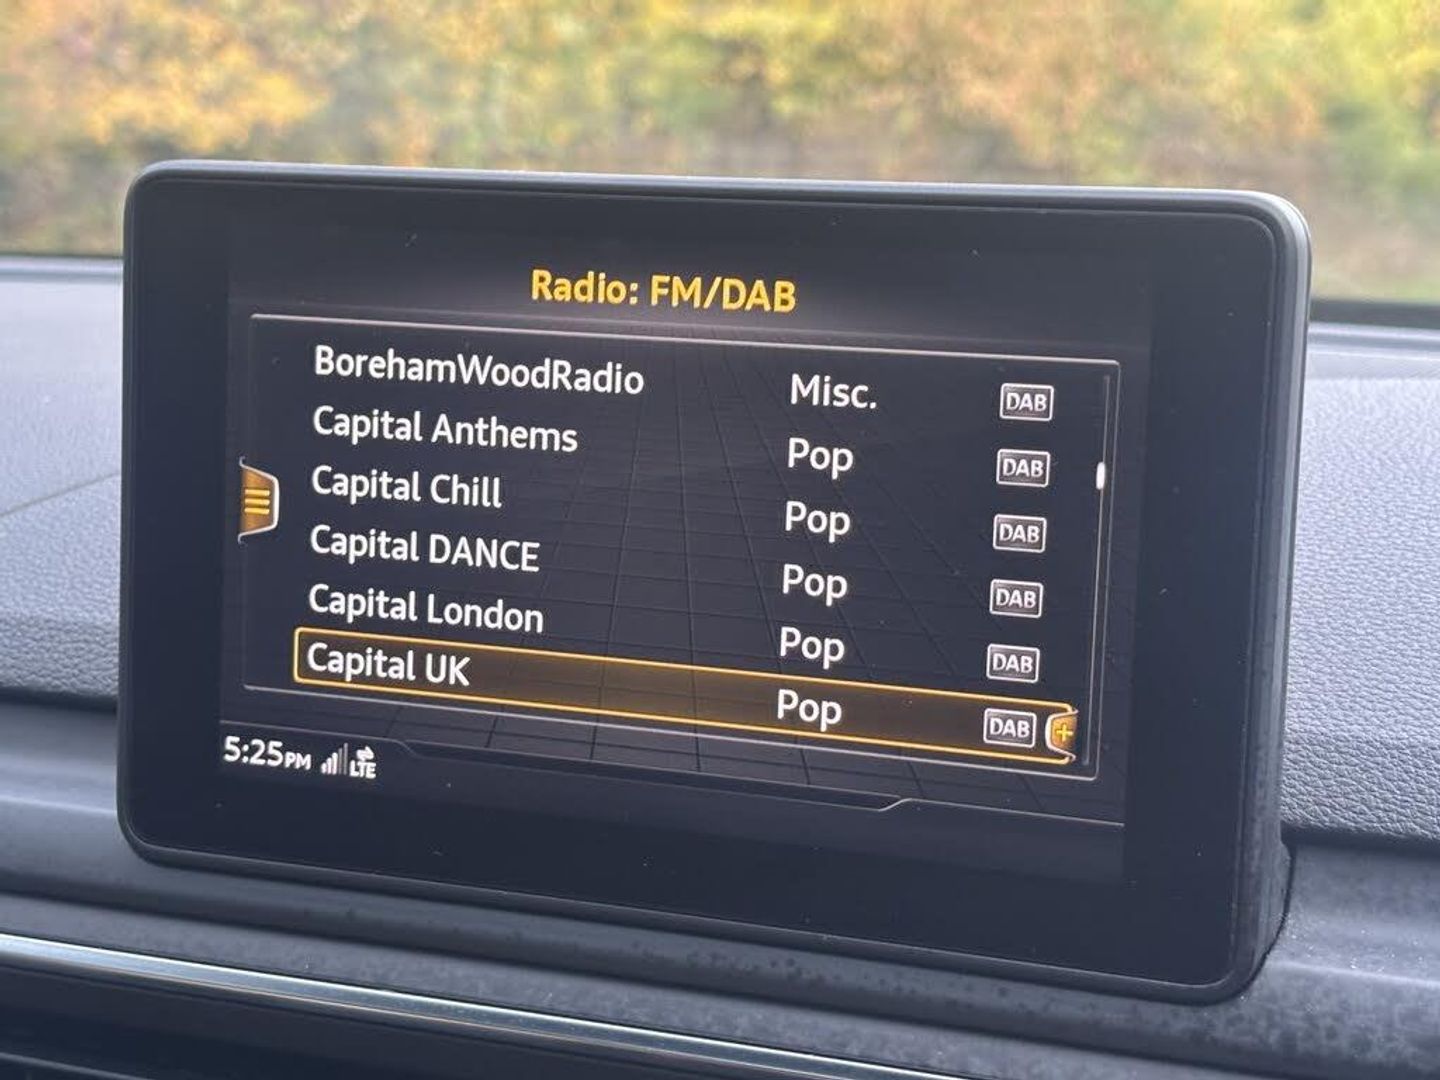 Radio: FM/DAB
BorehamWoodRadio Misc. DAB
Capital Anthems Pop DAB
Capital Chill Pop DAB
Capital DANCE Pop DAB
Capital London Pop DAB
Capital UK Pop DAB +
5:25PM LTE